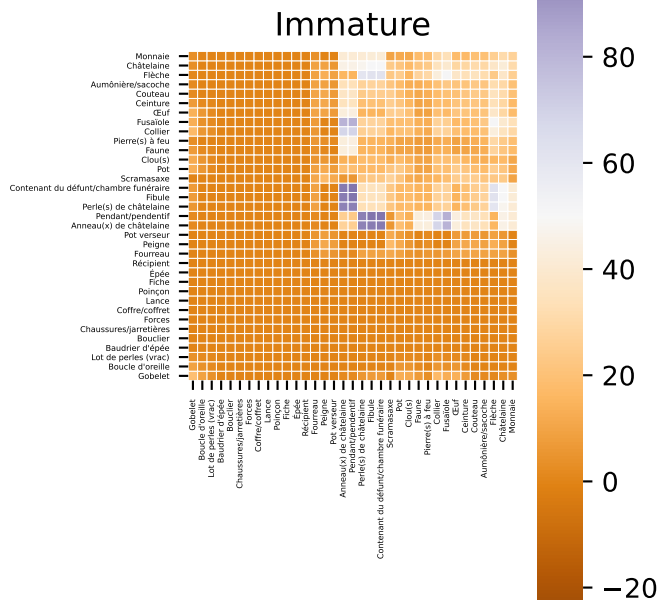 Immature
Monnaie
Châtelaine
Flèche
Aumônière/sacoche
Couteau
Ceinture
Œuf
Fusaïole
Collier
Pierre(s) à feu
Faune
Clou(s)
Pot
Scramasaxe
Contenant du défunt/chambre funéraire
Fibule
Perle(s) de châtelaine
Pendant/pendentif
Anneau(x) de châtelaine
Pot verseur
Peigne
Fourreau
Récipient
Épée
Fiche
Poinçon
Lance
Coffre/coffret
Forces
Chaussures/jarretières
Bouclier
Baudrier d'épée
Lot de perles (vrac)
Boucle d'oreille
Gobelet
Gobelet
Boucle d'oreille
Lot de perles (vrac)
Baudrier d'épée
Bouclier
Chaussures/jarretières
Forces
Coffre/coffret
Lance
Poinçon
Fiche
Épée
Récipient
Fourreau
Peigne
Pot verseur
Anneau(x) de châtelaine
Pendant/pendentif
Perle(s) de châtelaine
Fibule
Contenant du défunt/chambre funéraire
Scramasaxe
Pot
Clou(s)
Faune
Pierre(s) à feu
Collier
Fusaïole
Œuf
Ceinture
Couteau
Aumônière/sacoche
Flèche
Châtelaine
Monnaie
80
60
40
20
0
−20